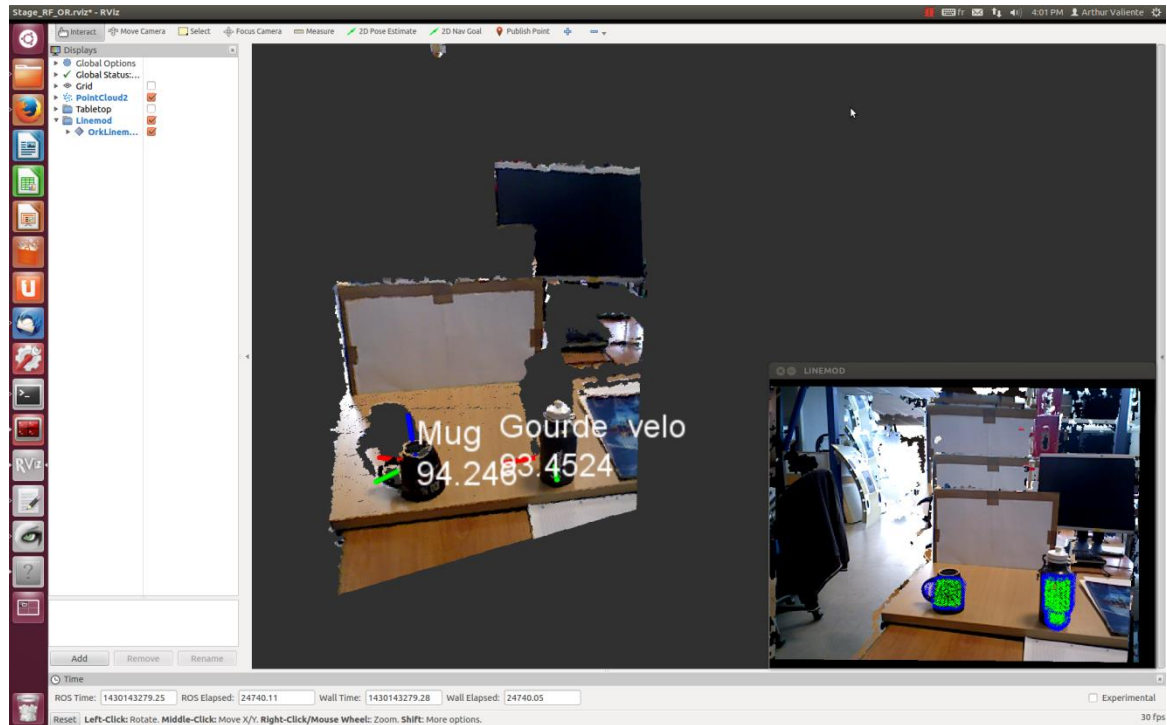 Stage_RF_OR.rviz* - RViz
fr
4:01 PM
Arthur Valiente
Interact
Move Camera
Select
Focus Camera
Measure
2D Pose Estimate
2D Nav Goal
Publish Point
Displays
Global Options
Global Status:...
Grid
PointCloud2
Tabletop
Linemod
OrkLinem...
Mug
94.246
Gourde velo
83.4524
LINEMOD
RViz
Add
Remove
Rename
Time
ROS Time: 1430143279.25
ROS Elapsed: 24740.11
Wall Time: 1430143279.28
Wall Elapsed: 24740.05
Experimental
Reset
Left-Click: Rotate. Middle-Click: Move X/Y. Right-Click/Mouse Wheel: Zoom. Shift: More options.
30 fps